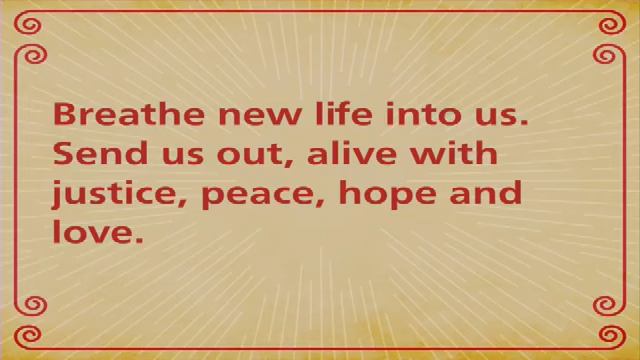 Breathe new life into us.
Send us out, alive with
justice, peace, hope and
love.